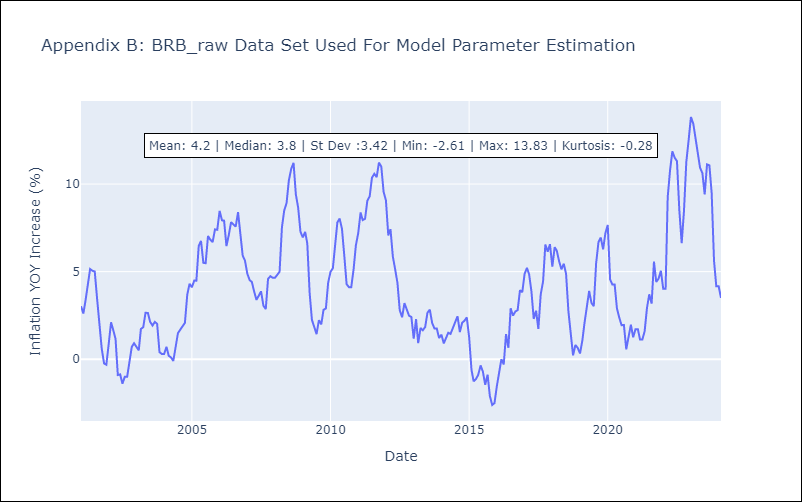 Appendix B: BRB_raw Data Set Used For Model Parameter Estimation
Mean: 4.2 | Median: 3.8 | St Dev :3.42 | Min: -2.61 | Max: 13.83 | Kurtosis: -0.28
Inflation YOY Increase (%)
10
5
0
2005
2010
2015
2020
Date